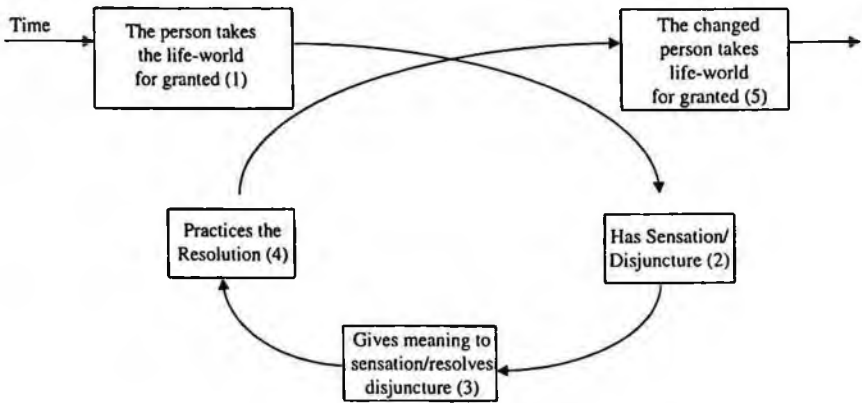 Time
The person takes
the life-world
for granted (1)
The changed
person takes
life-world
for granted (5)
Practices the
Resolution (4)
Has Sensation/
Disjuncture (2)
Gives meaning to
sensation/resolves
disjuncture (3)